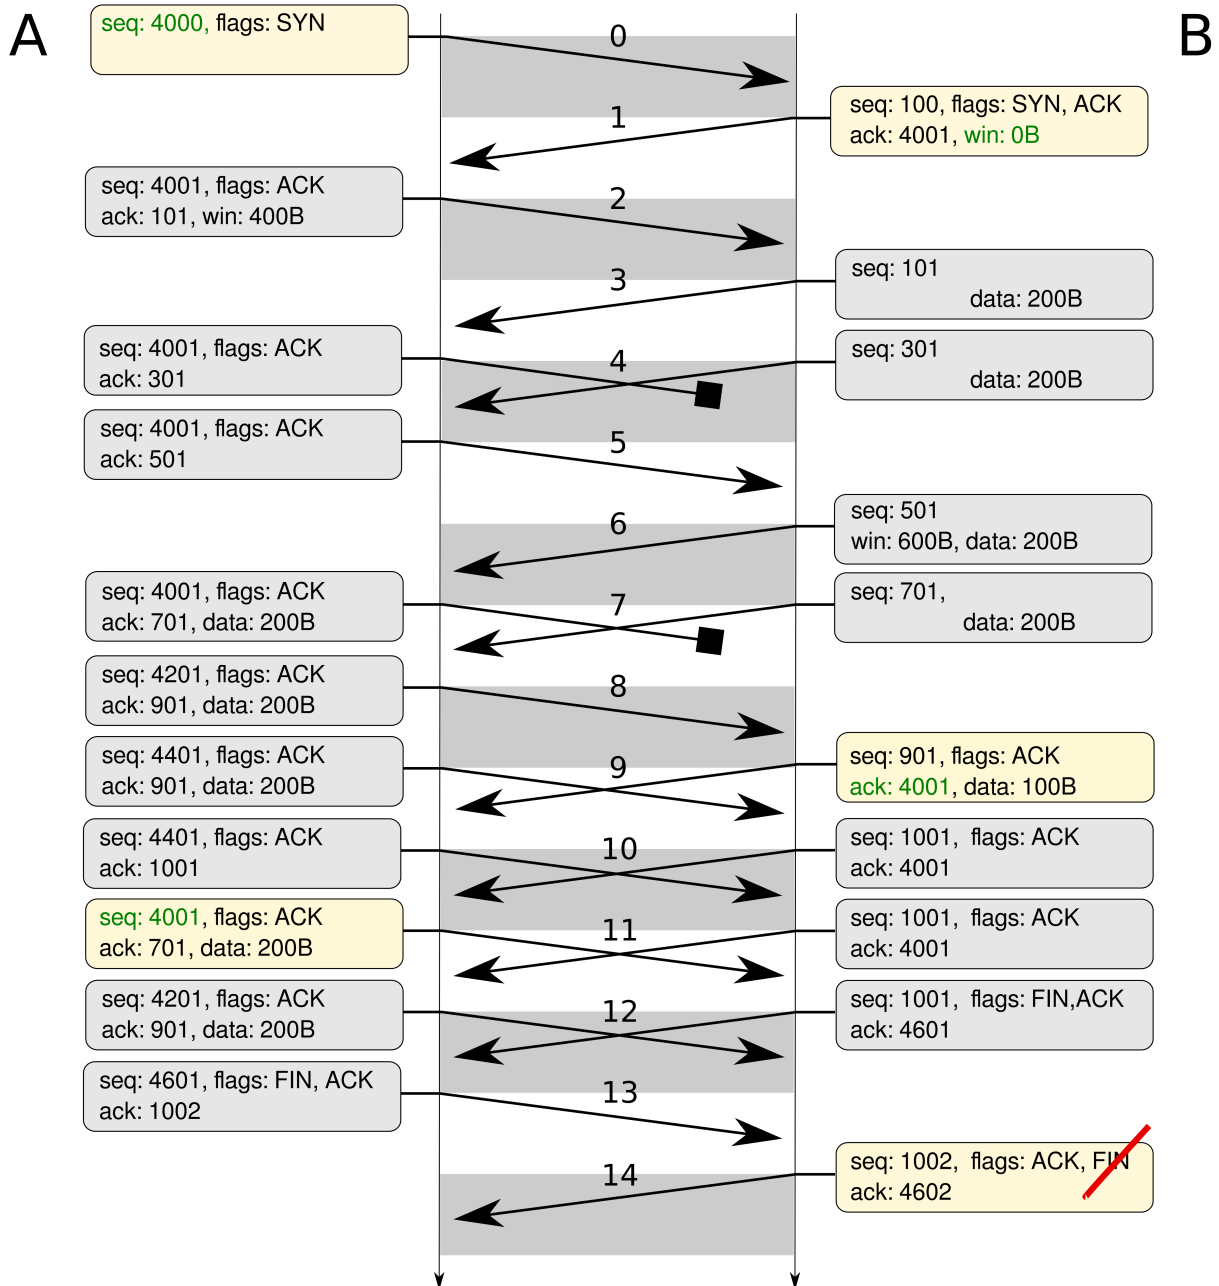 A
B
seq: 4000, flags: SYN
0
1
seq: 100, flags: SYN, ACK
ack: 4001, win: 0B
seq: 4001, flags: ACK
ack: 101, win: 400B
2
3
seq: 101
data: 200B
seq: 4001, flags: ACK
ack: 301
4
seq: 301
data: 200B
seq: 4001, flags: ACK
ack: 501
5
6
seq: 501
win: 600B, data: 200B
seq: 4001, flags: ACK
ack: 701, data: 200B
7
seq: 701,
data: 200B
seq: 4201, flags: ACK
ack: 901, data: 200B
8
seq: 4401, flags: ACK
ack: 901, data: 200B
9
seq: 901, flags: ACK
ack: 4001, data: 100B
seq: 4401, flags: ACK
ack: 1001
10
seq: 1001, flags: ACK
ack: 4001
seq: 4001, flags: ACK
ack: 701, data: 200B
11
seq: 1001, flags: ACK
ack: 4001
seq: 4201, flags: ACK
ack: 901, data: 200B
12
seq: 1001, flags: FIN,ACK
ack: 4601
seq: 4601, flags: FIN, ACK
ack: 1002
13
14
seq: 1002, flags: ACK, FIN
ack: 4602